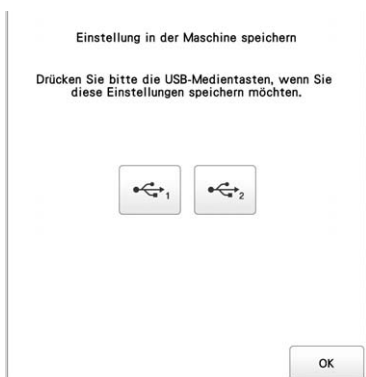 Einstellung in der Maschine speichern
Drücken Sie bitte die USB-Medientasten, wenn Sie
diese Einstellungen speichern möchten.
1 2
OK